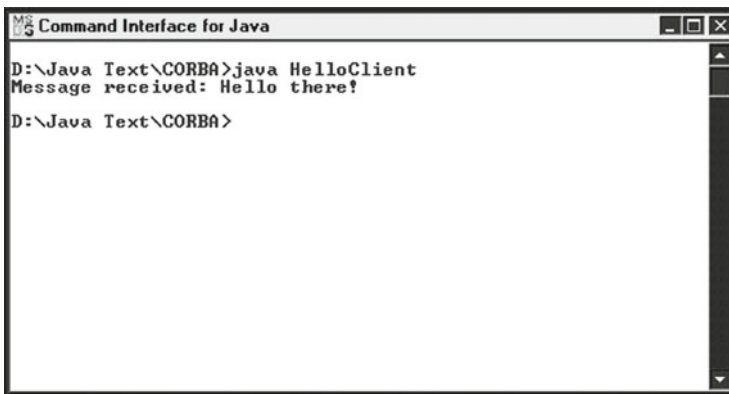 Command Interface for Java
D:\Java Text\CORBA>java HelloClient
Message received: Hello there!
D:\Java Text\CORBA>